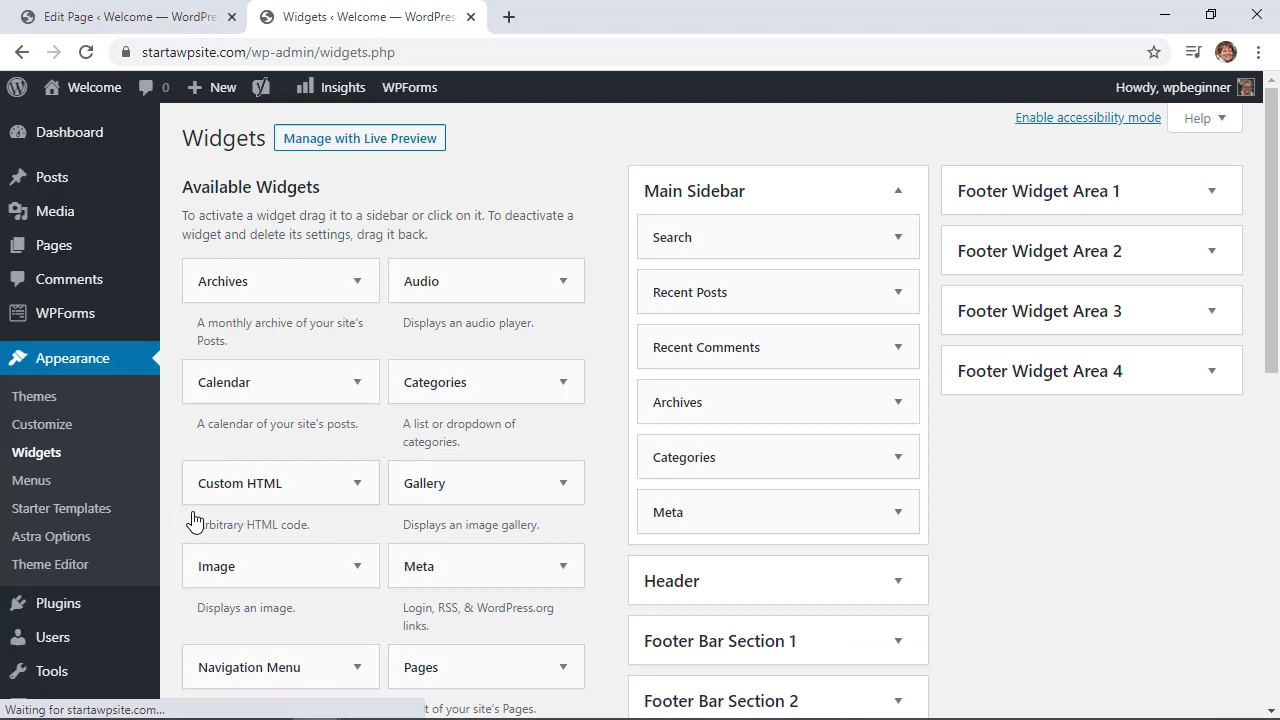 Edit Page ‹ Welcome — WordPre
Widgets ‹ Welcome — WordPress
startawpsite.com/wp-admin/widgets.php
Welcome
0
New
Insights
WPForms
Howdy, wpbeginner
Dashboard
Posts
Media
Pages
Comments
WPForms
Appearance
Themes
Customize
Widgets
Menus
Starter Templates
Astra Options
Theme Editor
Plugins
Users
Tools
Widgets
Manage with Live Preview
Enable accessibility mode
Help
Available Widgets
To activate a widget drag it to a sidebar or click on it. To deactivate a
widget and delete its settings, drag it back.
Archives
A monthly archive of your site’s
Posts.
Audio
Displays an audio player.
Calendar
A calendar of your site’s posts.
Categories
A list or dropdown of
categories.
Custom HTML
rbitrary HTML code.
Gallery
Displays an image gallery.
Image
Displays an image.
Meta
Login, RSS, & WordPress.org
links.
Navigation Menu
Pages
t of your site’s Pages.
Main Sidebar
Search
Recent Posts
Recent Comments
Archives
Categories
Meta
Header
Footer Bar Section 1
Footer Bar Section 2
Footer Widget Area 1
Footer Widget Area 2
Footer Widget Area 3
Footer Widget Area 4
Waiting for startawpsite.com...